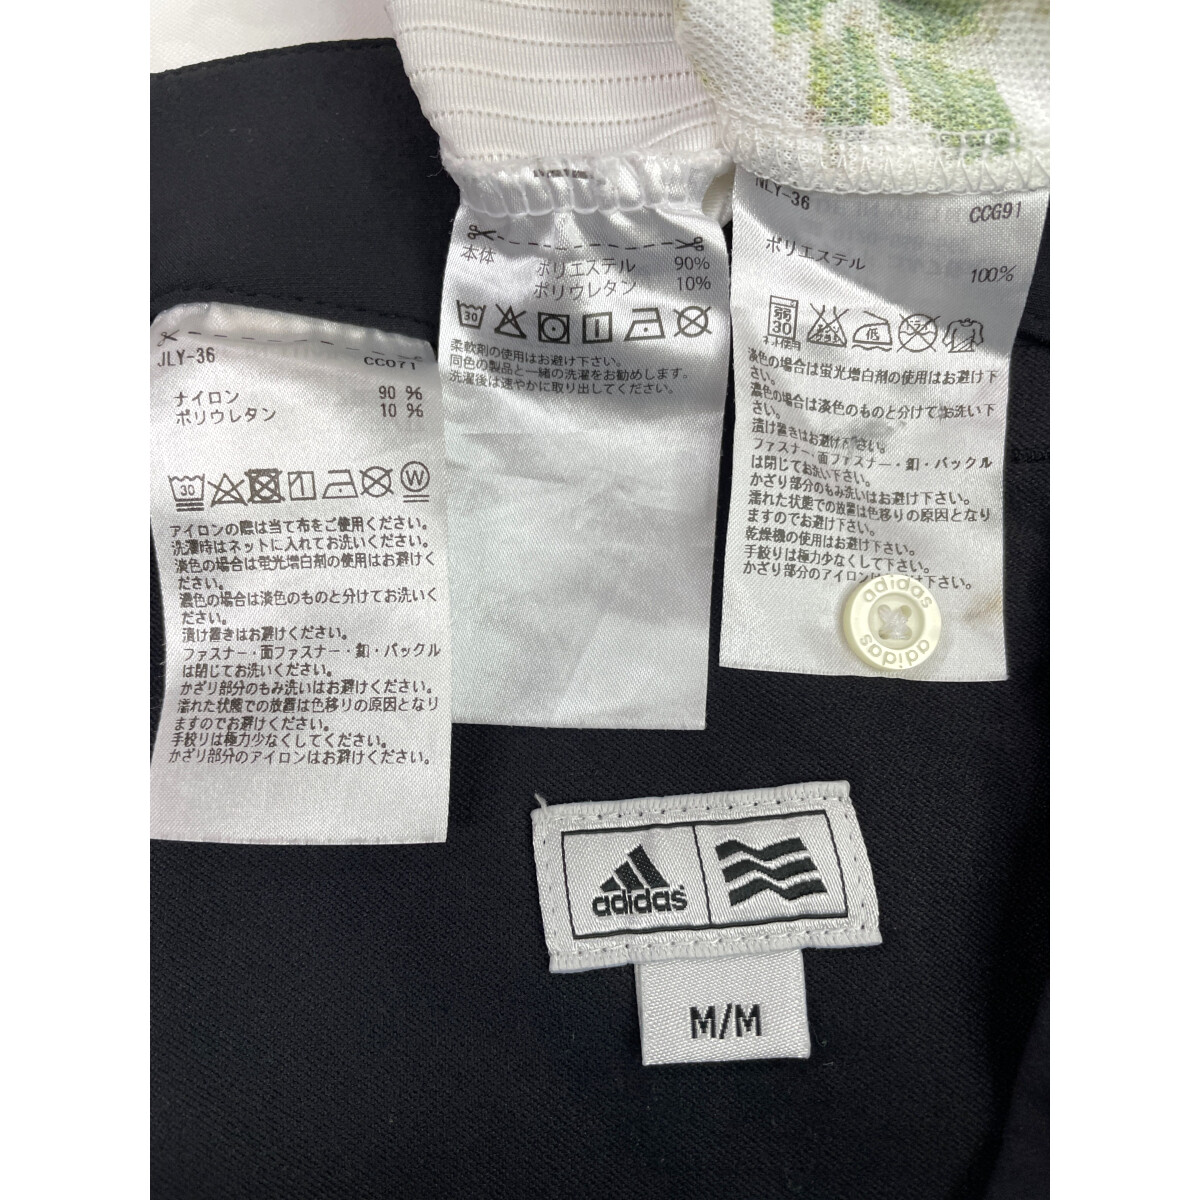 JLY-36
CC071
ナイロン 90 %
ポリウレタン 10 %
30
W
アイロンの際は当て布をご使用ください。
洗濯時はネットに入れてお洗いください。
淡色の場合は蛍光増白剤の使用はお避けく
ださい。
濃色の場合は淡色のものと分けてお洗いく
ださい。
漬け置きはお避けください。
ファスナー・面ファスナー・釦・バックル
は閉じてお洗いください。
かざり部分のもみ洗いはお避けください。
濡れた状態での放置は色移りの原因となり
ますのでお避けください。
手絞りは極力少なくしてください。
かざり部分のアイロンはお避けください。
本体 ポリエステル 90%
ポリウレタン 10%
30
柔軟剤の使用はお避け下さい。
同色の製品と一緒の洗濯をお勧めします。
洗濯後は速やかに取り出してください。
NLY-36
CCG91
ポリエステル 100%
弱
30
ネット使用
低
淡色の場合は蛍光増白剤の使用はお避け下
さい。
濃色の場合は淡色のものと分けてお洗い下
さい。
漬け置きはお避け下さい。
ファスナー・面ファスナー・釦・バックル
は閉じてお洗い下さい。
かざり部分のもみ洗いはお避け下さい。
濡れた状態での放置は色移りの原因となり
ますのでお避け下さい。
乾燥機の使用はお避け下さい。
手絞りは極力少なくして下さい。
かざり部分のアイロンは 避け下さい。
adidas
adidas
adidas
M/M